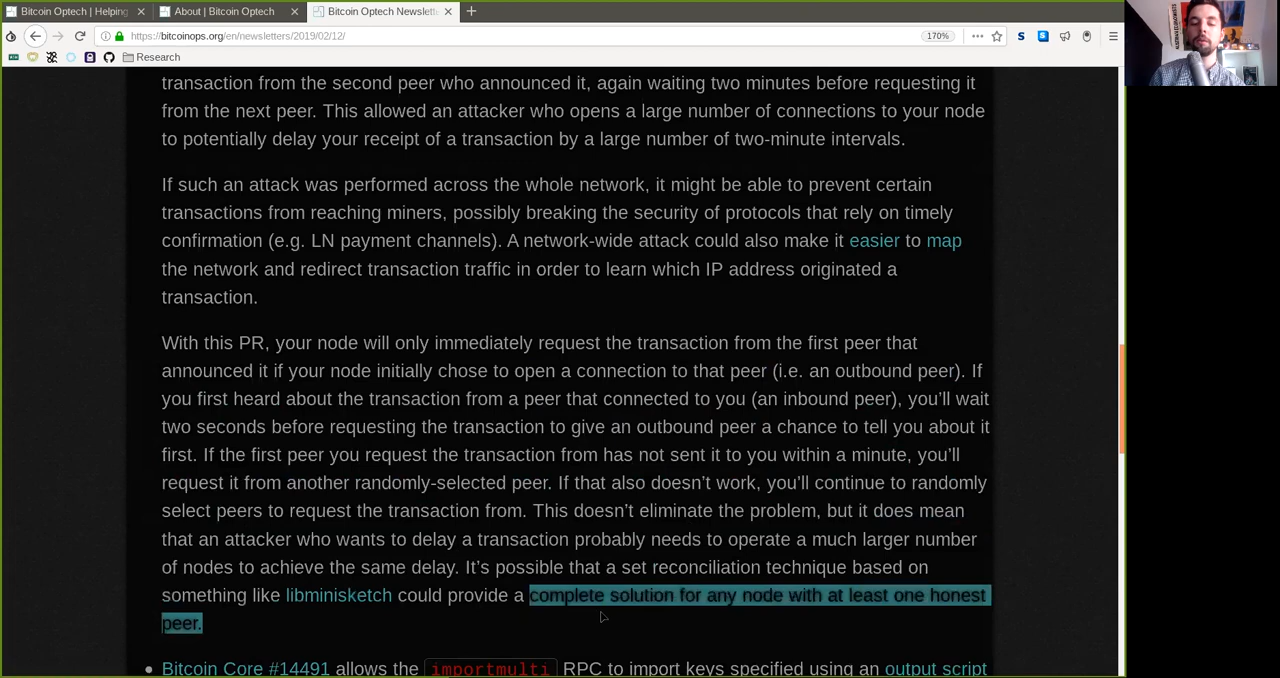 Bitcoin Optech | Helping
About | Bitcoin Optech
Bitcoin Optech Newslette
https://bitcoinops.org/en/newsletters/2019/02/12/
170%
Research
transaction from the second peer who announced it, again waiting two minutes before requesting it
from the next peer. This allowed an attacker who opens a large number of connections to your node
to potentially delay your receipt of a transaction by a large number of two-minute intervals.
If such an attack was performed across the whole network, it might be able to prevent certain
transactions from reaching miners, possibly breaking the security of protocols that rely on timely
confirmation (e.g. LN payment channels). A network-wide attack could also make it easier to map
the network and redirect transaction traffic in order to learn which IP address originated a
transaction.
With this PR, your node will only immediately request the transaction from the first peer that
announced it if your node initially chose to open a connection to that peer (i.e. an outbound peer). If
you first heard about the transaction from a peer that connected to you (an inbound peer), you’ll wait
two seconds before requesting the transaction to give an outbound peer a chance to tell you about it
first. If the first peer you request the transaction from has not sent it to you within a minute, you’ll
request it from another randomly-selected peer. If that also doesn’t work, you’ll continue to randomly
select peers to request the transaction from. This doesn’t eliminate the problem, but it does mean
that an attacker who wants to delay a transaction probably needs to operate a much larger number
of nodes to achieve the same delay. It’s possible that a set reconciliation technique based on
something like libminisketch could provide a complete solution for any node with at least one honest
peer.
Bitcoin Core #14491 allows the importmulti RPC to import keys specified using an output script